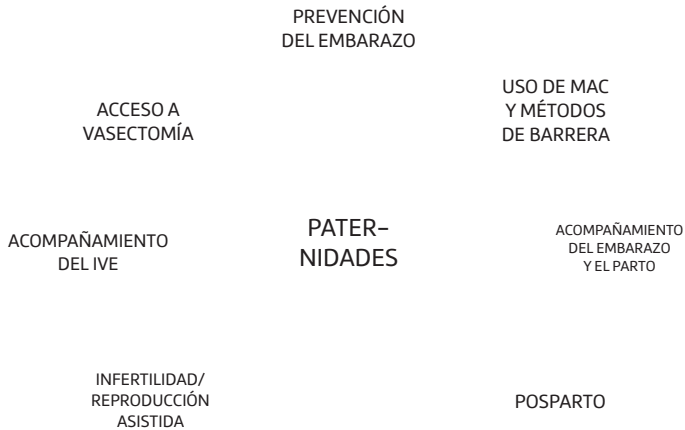 PREVENCIÓN
DEL EMBARAZO
USO DE MAC
Y MÉTODOS
DE BARRERA
ACCESO A
VASECTOMÍA
PATER-
NIDADES
ACOMPAÑAMIENTO
DEL EMBARAZO
Y EL PARTO
ACOMPAÑAMIENTO
DEL IVE
INFERTILIDAD/
REPRODUCCIÓN
ASISTIDA
POSPARTO